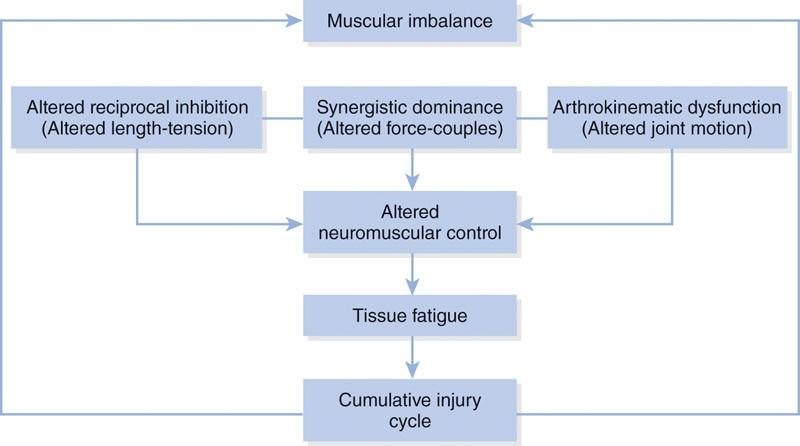 Muscular imbalance
Altered reciprocal inhibition
(Altered length-tension)
Synergistic dominance
(Altered force-couples)
Arthrokinematic dysfunction
(Altered joint motion)
Altered
neuromuscular control
Tissue fatigue
Cumulative injury
cycle